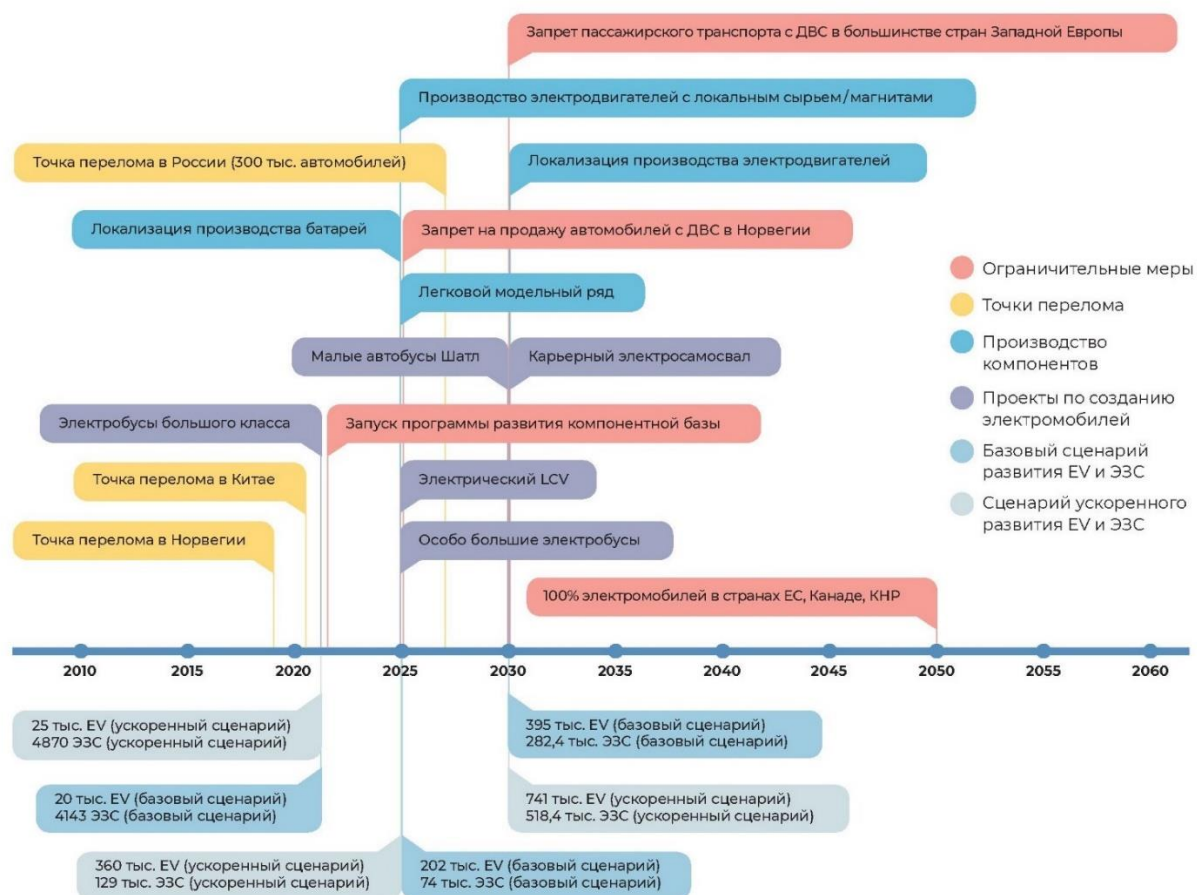 Запрет пассажирского транспорта с ДВС в большинстве стран Западной Европы
Производство электродвигателей с локальным сырьем/магнитами
Точка перелома в России (300 тыс. автомобилей)
Локализация производства электродвигателей
Локализация производства батарей
Запрет на продажу автомобилей с ДВС в Норвегии
Легковой модельный ряд
Малые автобусы Шатл
Карьерный электросамосвал
Электробусы большого класса
Запуск программы развития компонентной базы
Точка перелома в Китае
Электрический LCV
Точка перелома в Норвегии
Особо большие электробусы
100% электромобилей в странах ЕС, Канаде, КНР
Ограничительные меры
Точки перелома
Производство
компонентов
Проекты по созданию
электромобилей
Базовый сценарий
развития EV и ЭЗС
Сценарий ускоренного
развития EV и ЭЗС
2010 2015 2020 2025 2030 2035 2040 2045 2050 2055 2060
25 тыс. EV (ускоренный сценарий)
4870 ЭЗС (ускоренный сценарий)
395 тыс. EV (базовый сценарий)
282,4 тыс. ЭЗС (базовый сценарий)
20 тыс. EV (базовый сценарий)
4143 ЭЗС (базовый сценарий)
741 тыс. EV (ускоренный сценарий)
518,4 тыс. ЭЗС (ускоренный сценарий)
360 тыс. EV (ускоренный сценарий)
129 тыс. ЭЗС (ускоренный сценарий)
202 тыс. EV (базовый сценарий)
74 тыс. ЭЗС (базовый сценарий)